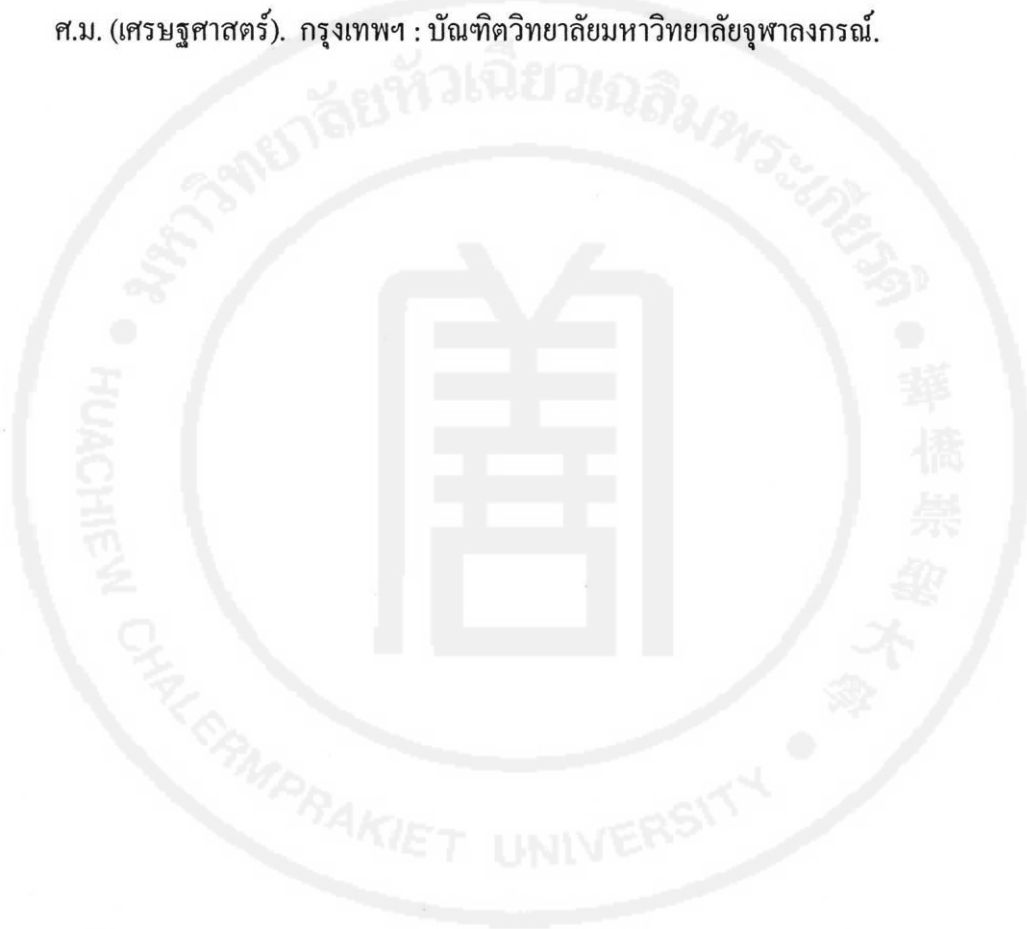 ศ.ม. (เศรษฐศาสตร์). กรุงเทพฯ : บัณฑิตวิทยาลัยมหาวิทยาลัยจุฬาลงกรณ์.
มหาวิทยาลัยหัวเฉียวเฉลิมพระเกียรติ
華僑崇聖大學
HUACHIEW CHALERMPRAKIET UNIVERSITY